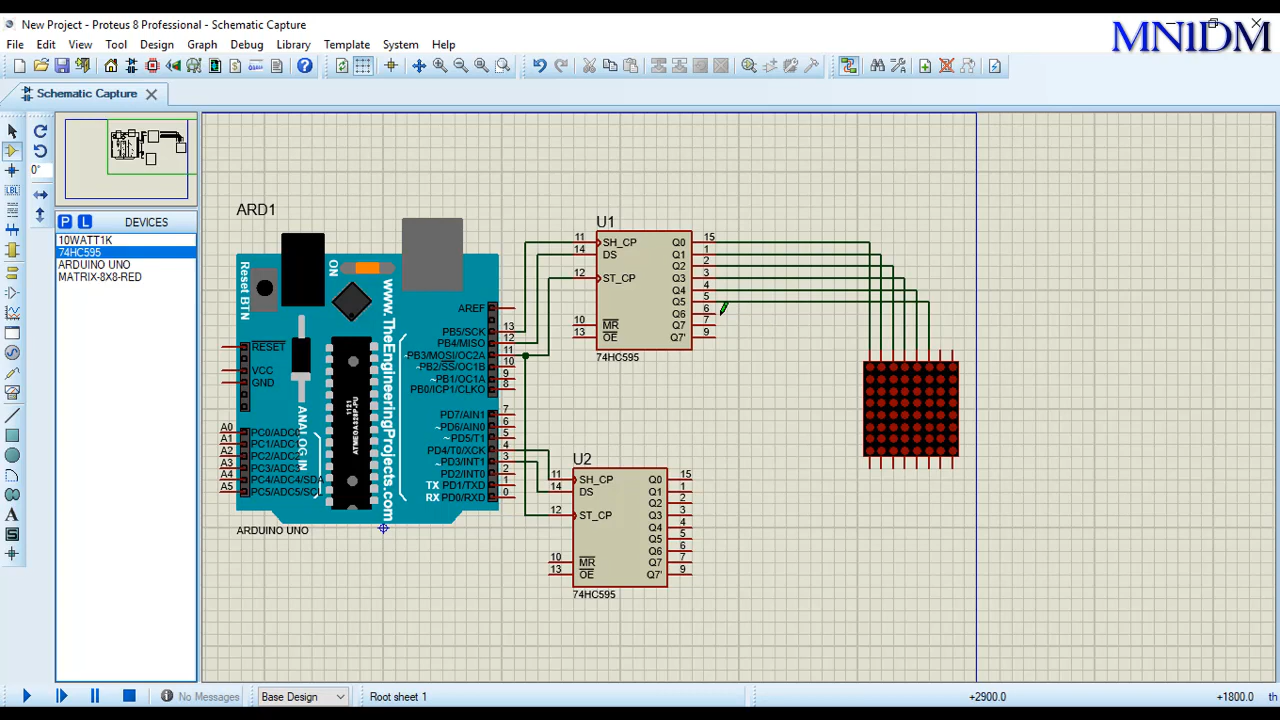 New Project - Proteus 8 Professional - Schematic Capture
MN1DM
File Edit View Tool Design Graph Debug Library Template System Help
Schematic Capture
0°
LBL
P L DEVICES
10WATT1K
74HC595
ARDUINO UNO
MATRIX-8X8-RED
ARD1
Reset BTN
ON
www.TheEngineeringProjects.com
ANALOG IN
1121
ATMEGA328P-PU
RESET
VCC
GND
A0 PC0/ADC0
A1 PC1/ADC1
A2 PC2/ADC2
A3 PC3/ADC3
A4 PC4/ADC4/SDA
A5 PC5/ADC5/SCL
AREF
PB5/SCK 13
PB4/MISO 12
~PB3/MOSI/OC2A 11
~PB2/SS/OC1B 10
~PB1/OC1A 9
PB0/ICP1/CLKO 8
PD7/AIN1 7
~PD6/AIN0 6
~PD5/T1 5
PD4/T0/XCK 4
~PD3/INT1 3
PD2/INT0 2
TX PD1/TXD 1
RX PD0/RXD 0
ARDUINO UNO
U1
11 SH_CP Q0 15
14 DS Q1 1
Q2 2
12 ST_CP Q3 3
Q4 4
Q5 5
Q6 6
10 MR Q7 7
13 OE Q7' 9
74HC595
U2
11 SH_CP Q0 15
14 DS Q1 1
Q2 2
12 ST_CP Q3 3
Q4 4
Q5 5
Q6 6
10 MR Q7 7
13 OE Q7' 9
74HC595
No Messages Base Design Root sheet 1 +2900.0 +1800.0 th